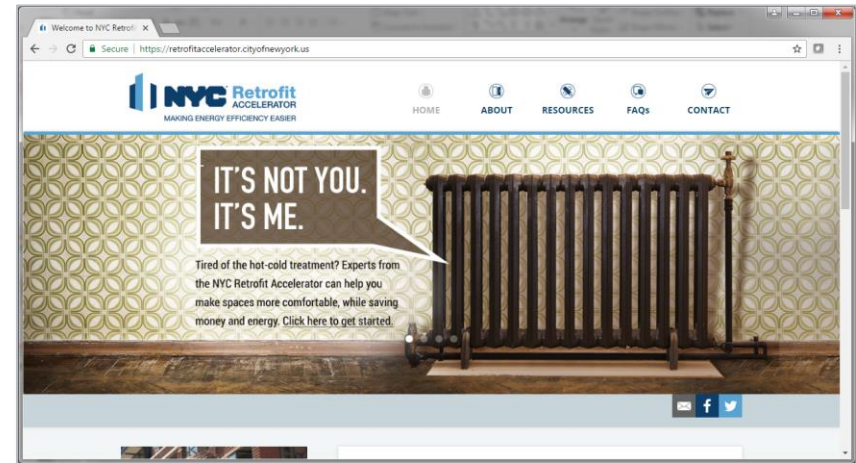 Welcome to NYC Retrofi
Secure | https://retrofitaccelerator.cityofnewyork.us
NYC Retrofit
ACCELERATOR
MAKING ENERGY EFFICIENCY EASIER
HOME ABOUT RESOURCES FAQs CONTACT
IT'S NOT YOU.
IT'S ME.
Tired of the hot-cold treatment? Experts from
the NYC Retrofit Accelerator can help you
make spaces more comfortable, while saving
money and energy. Click here to get started.